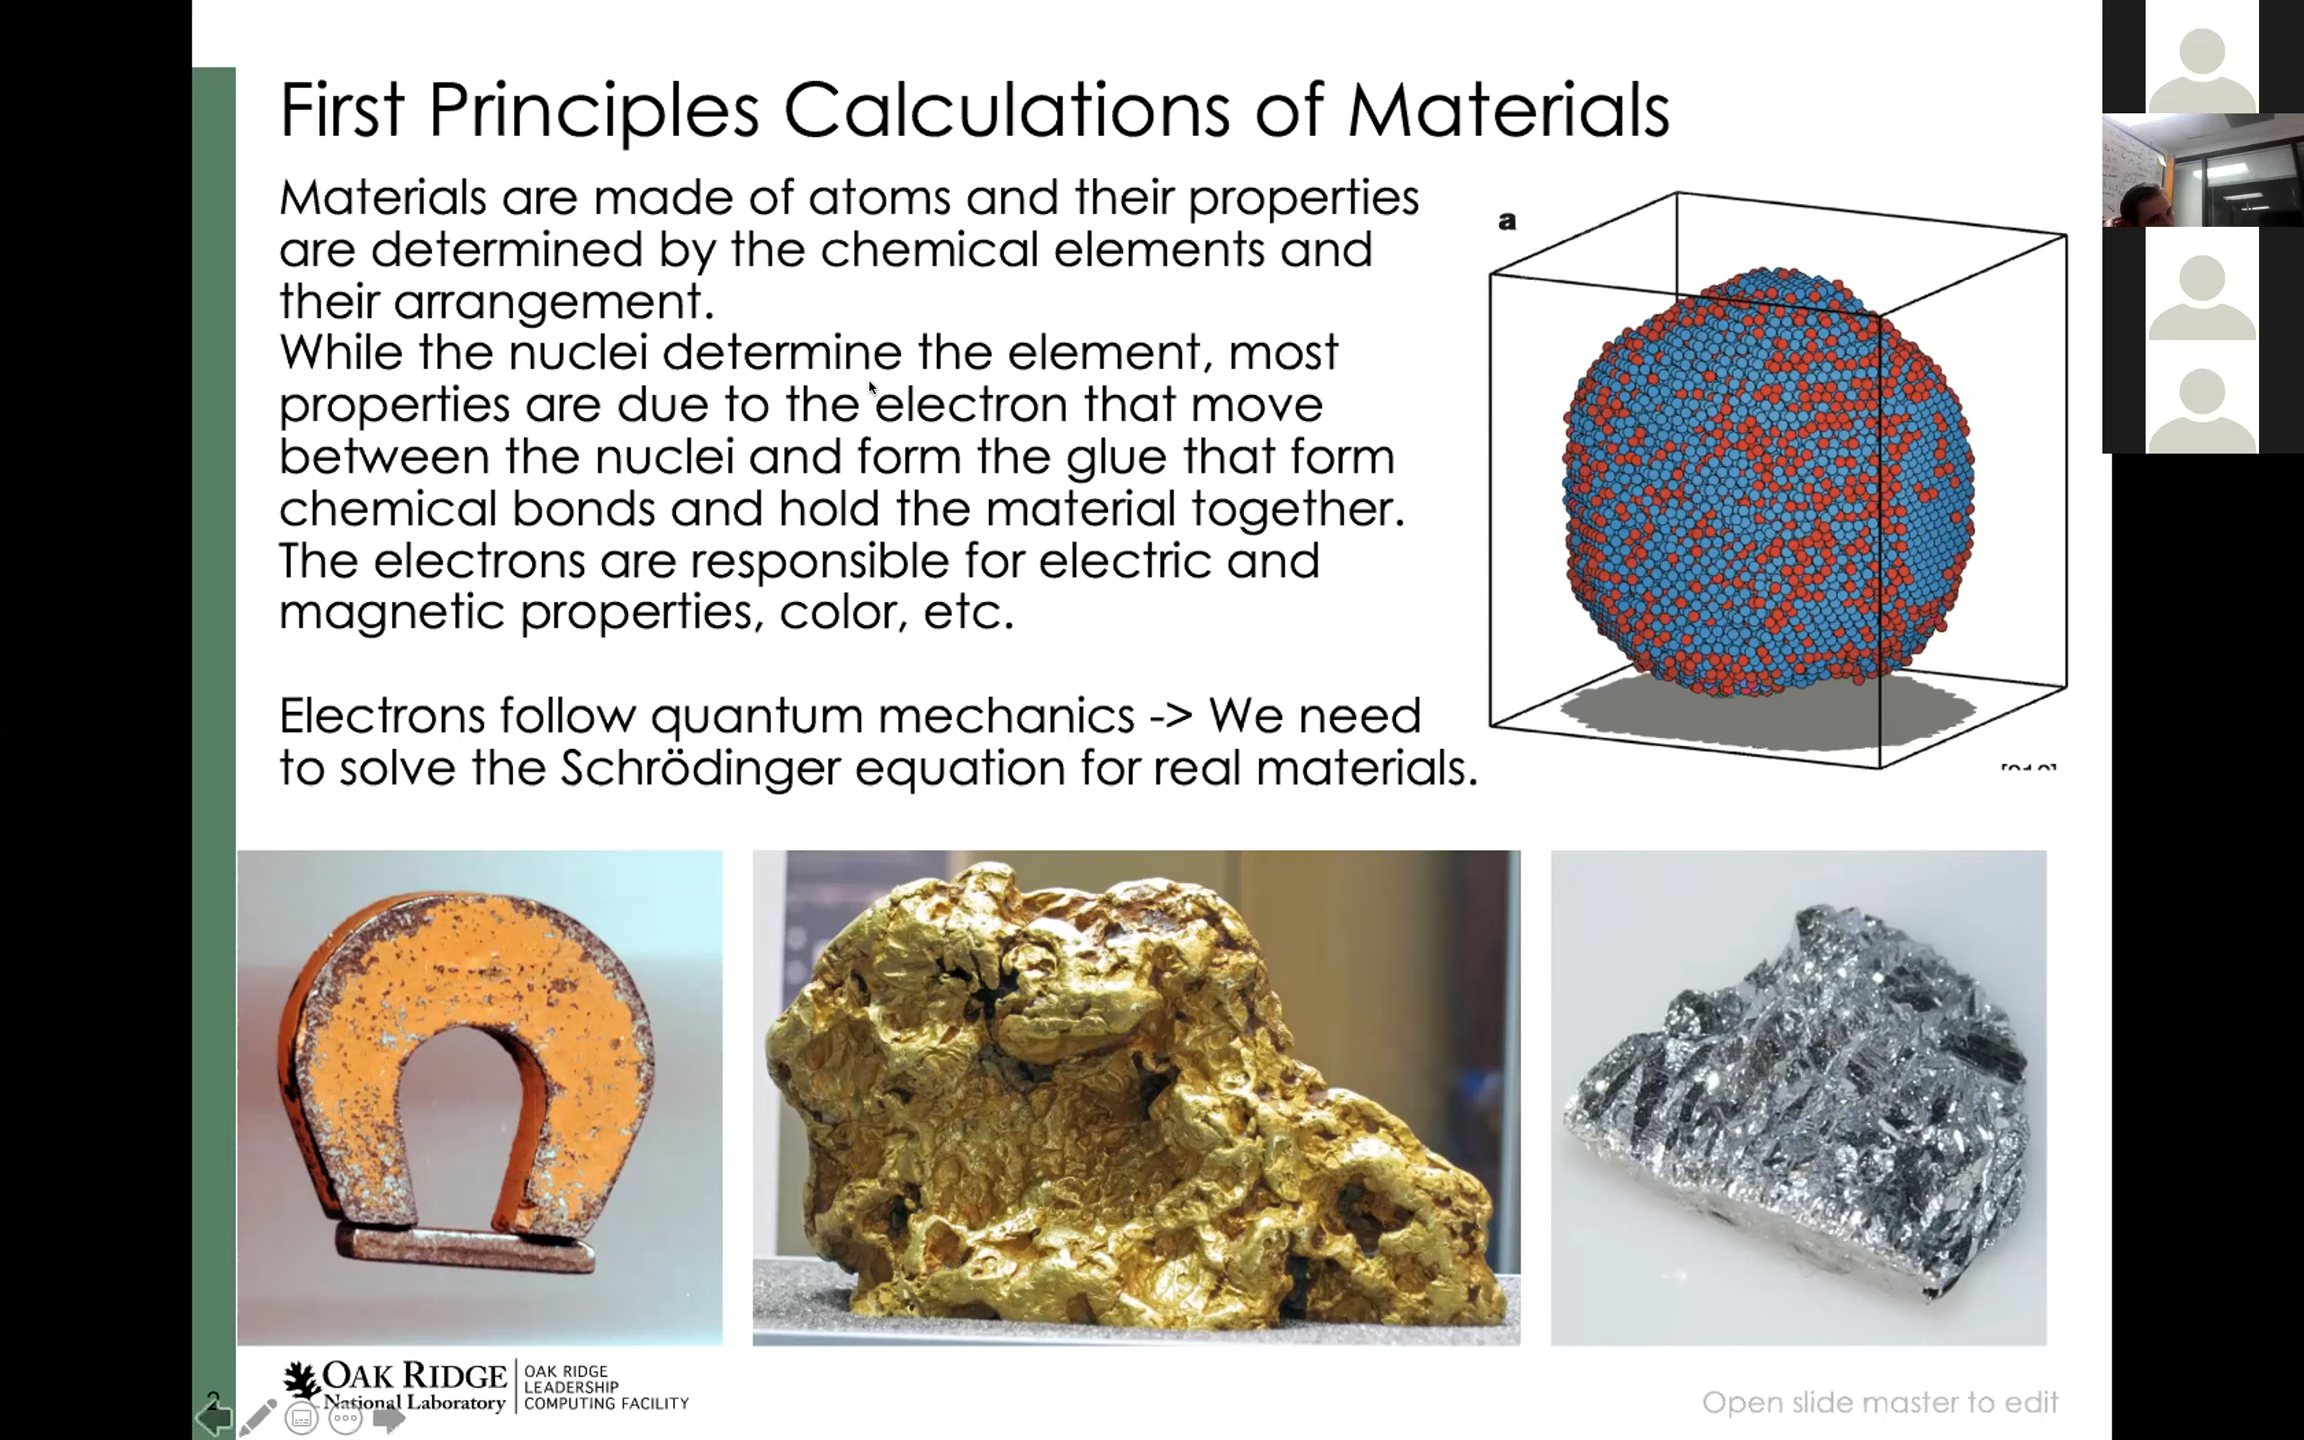 First Principles Calculations of Materials
Materials are made of atoms and their properties
are determined by the chemical elements and
their arrangement.
While the nuclei determine the element, most
properties are due to the electron that move
between the nuclei and form the glue that form
chemical bonds and hold the material together.
The electrons are responsible for electric and
magnetic properties, color, etc.
Electrons follow quantum mechanics -> We need
to solve the Schrödinger equation for real materials.
a
2
OAK RIDGE
National Laboratory
OAK RIDGE
LEADERSHIP
COMPUTING FACILITY
Open slide master to edit